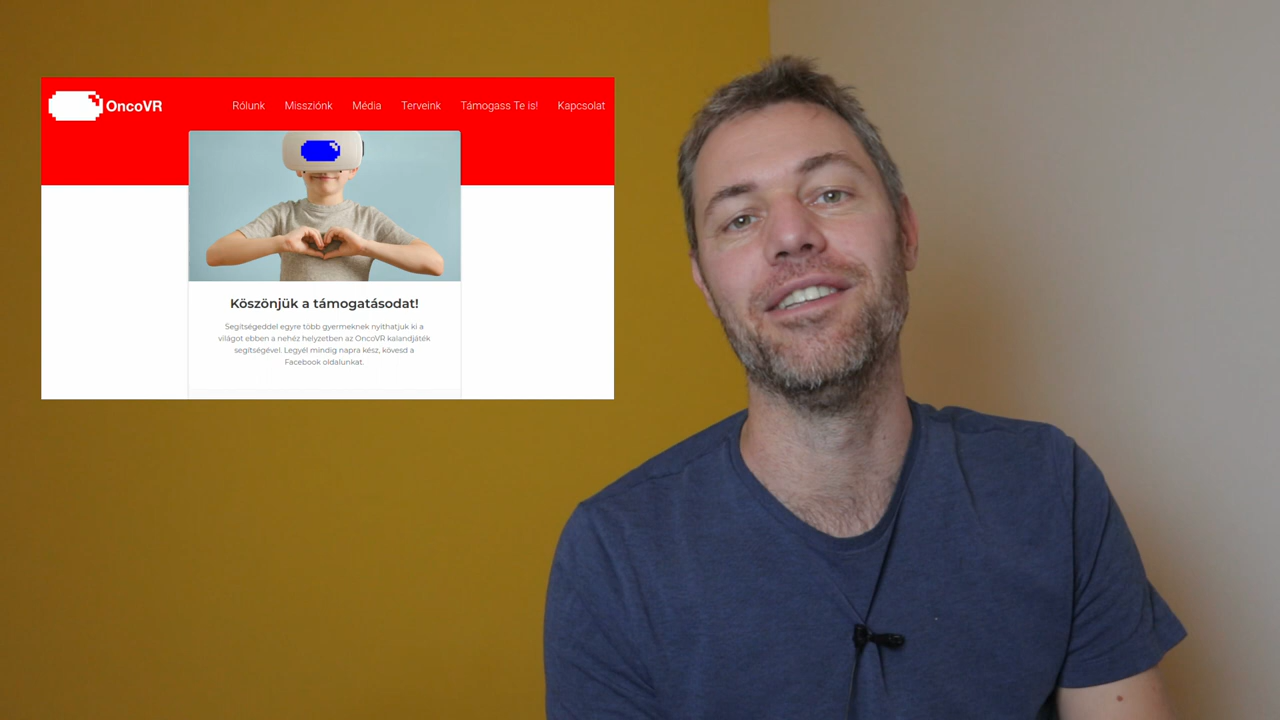 OncoVR
Rólunk Missziónk Média Terveink Támogass Te is! Kapcsolat
Köszönjük a támogatásodat!
Segítségeddel egyre több gyermeknek nyithatjuk ki a
világot ebben a nehéz helyzetben az OncoVR kalandjáték
segítségével. Legyél mindig napra kész, kövesd a
Facebook oldalunkat.